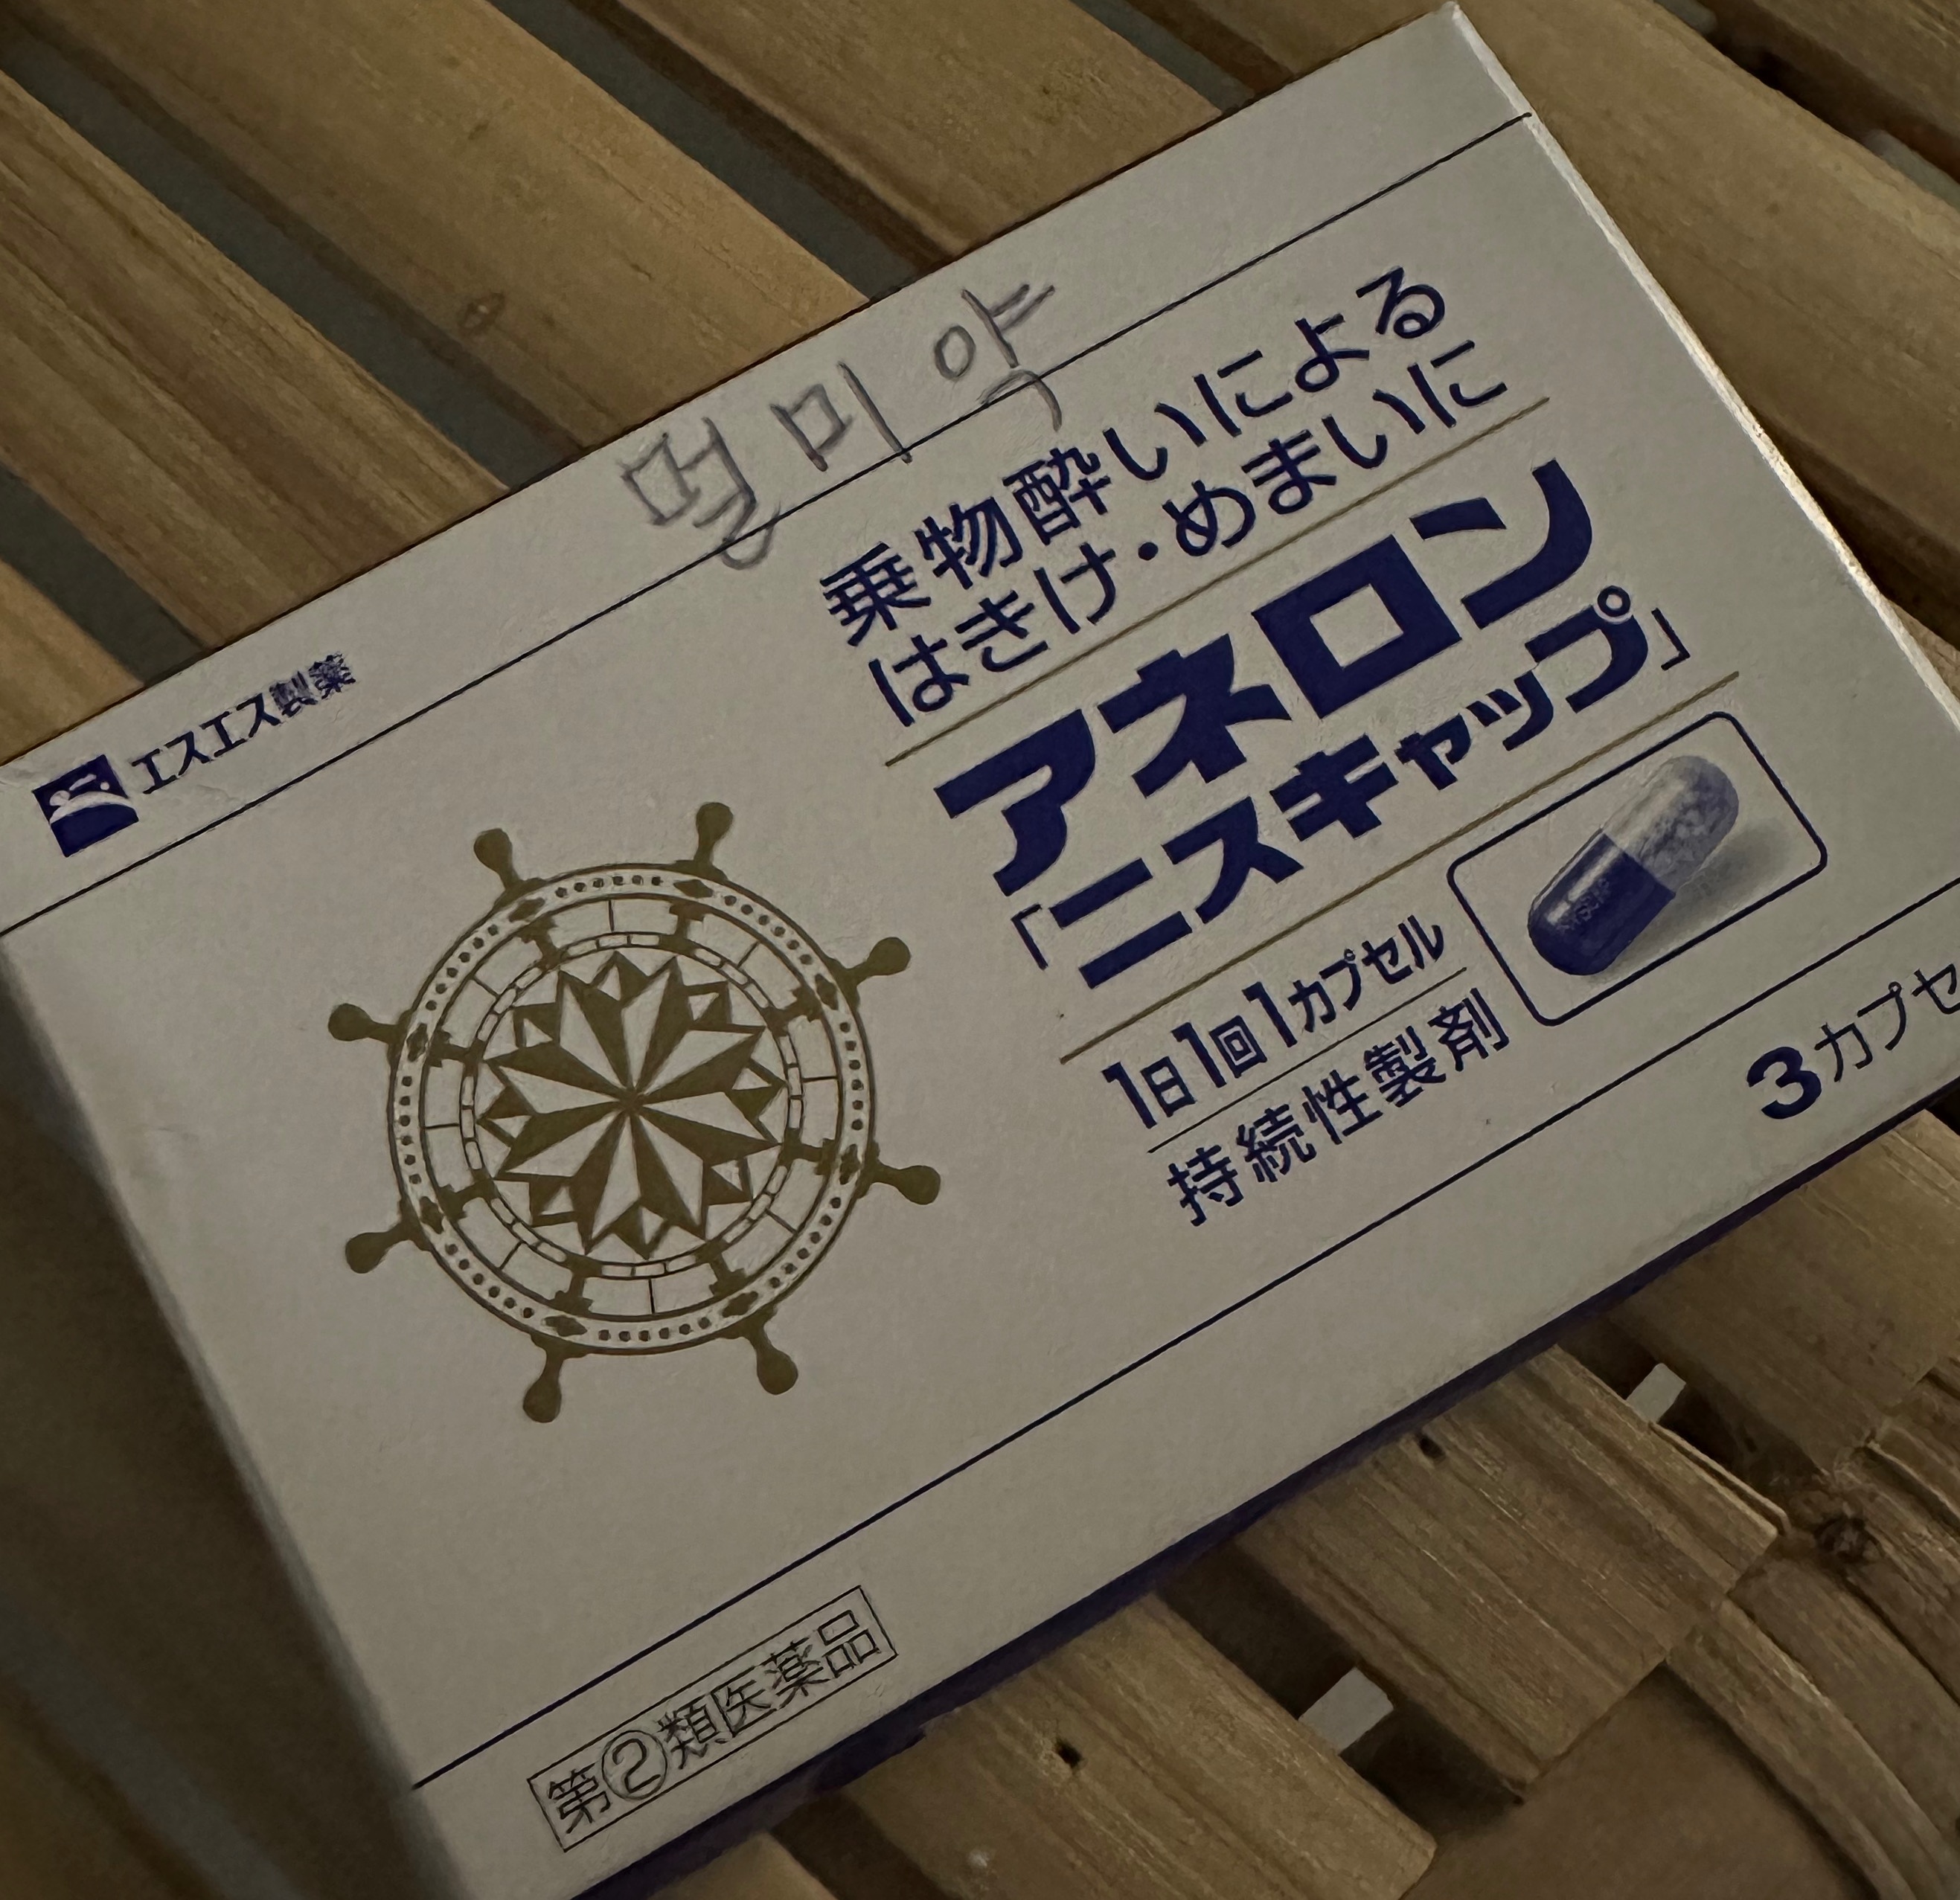 멀미약
エスエス製薬
乗物酔いによる
はきけ・めまいに
アネロン
「ニスキャップ」
1日1回1カプセル
持続性製剤
3カプセ
第②類医薬品